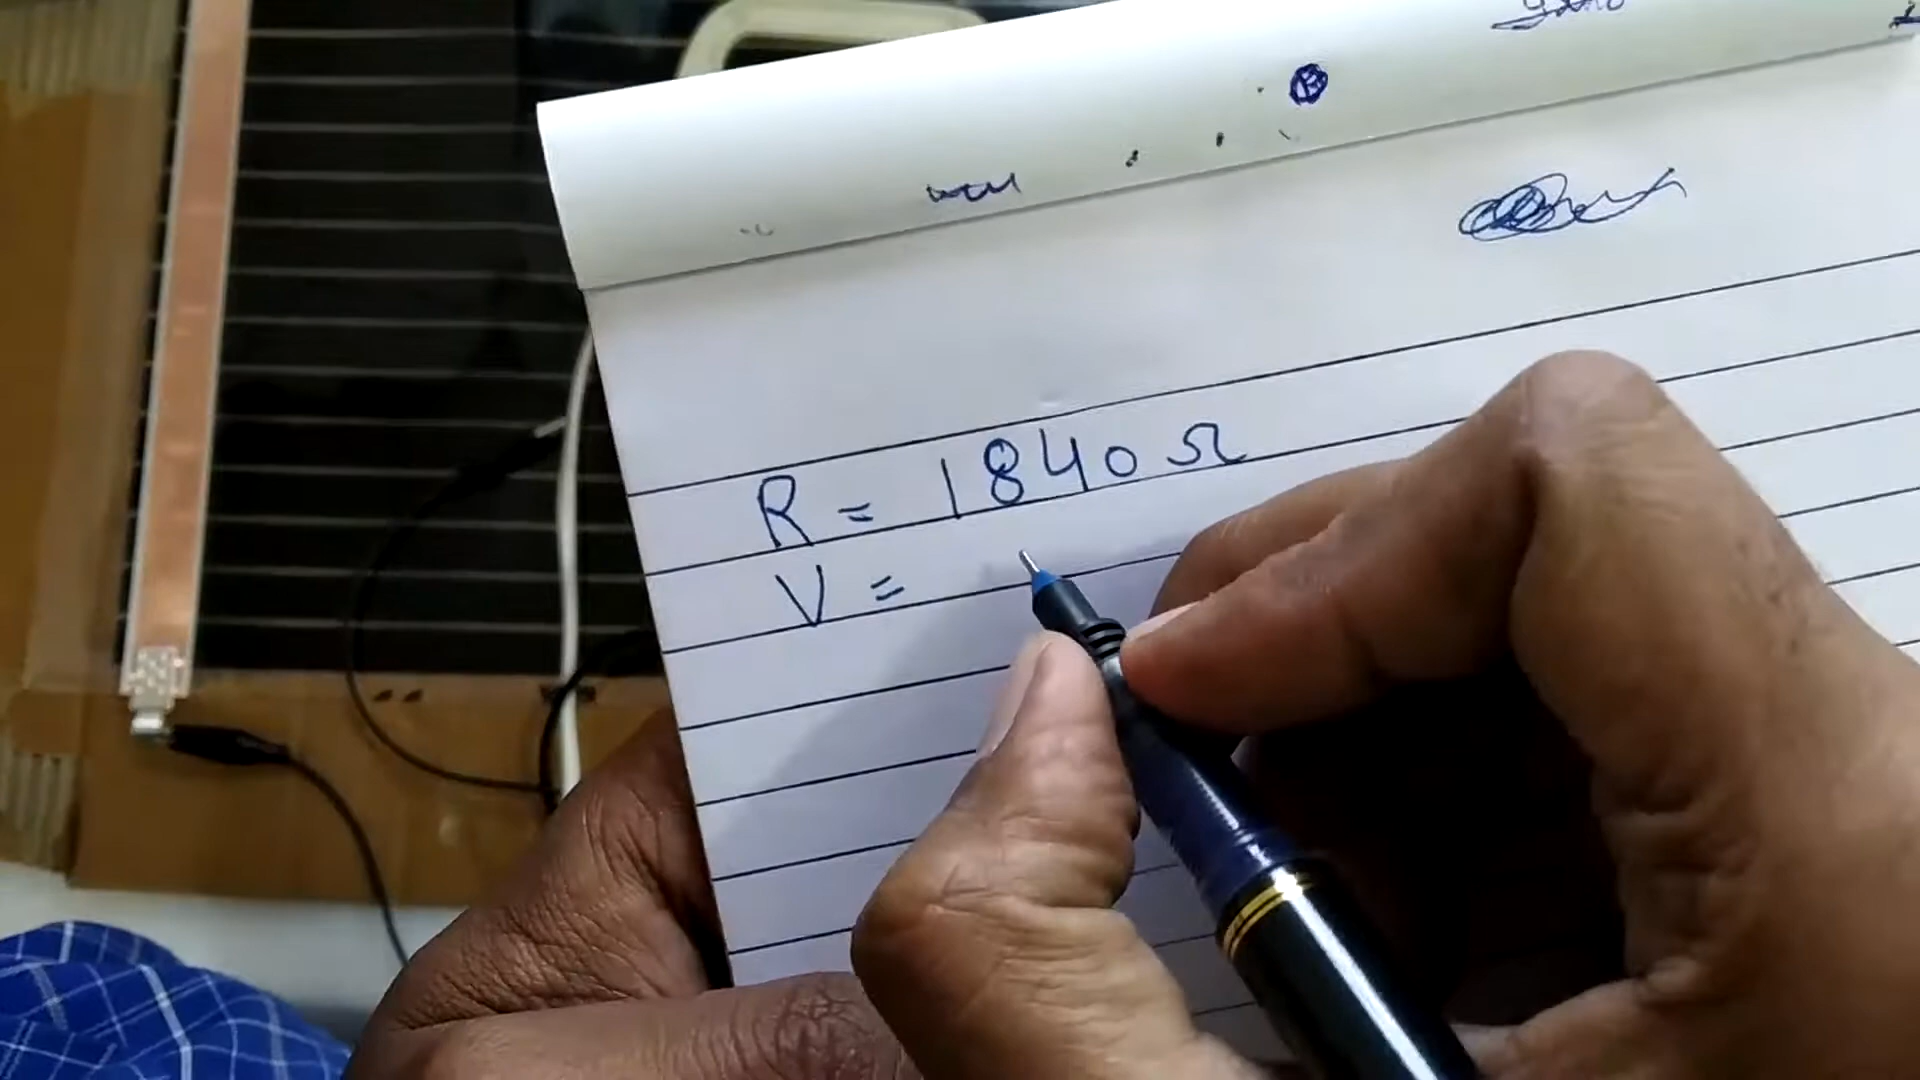 R = 1840 Ω
V =